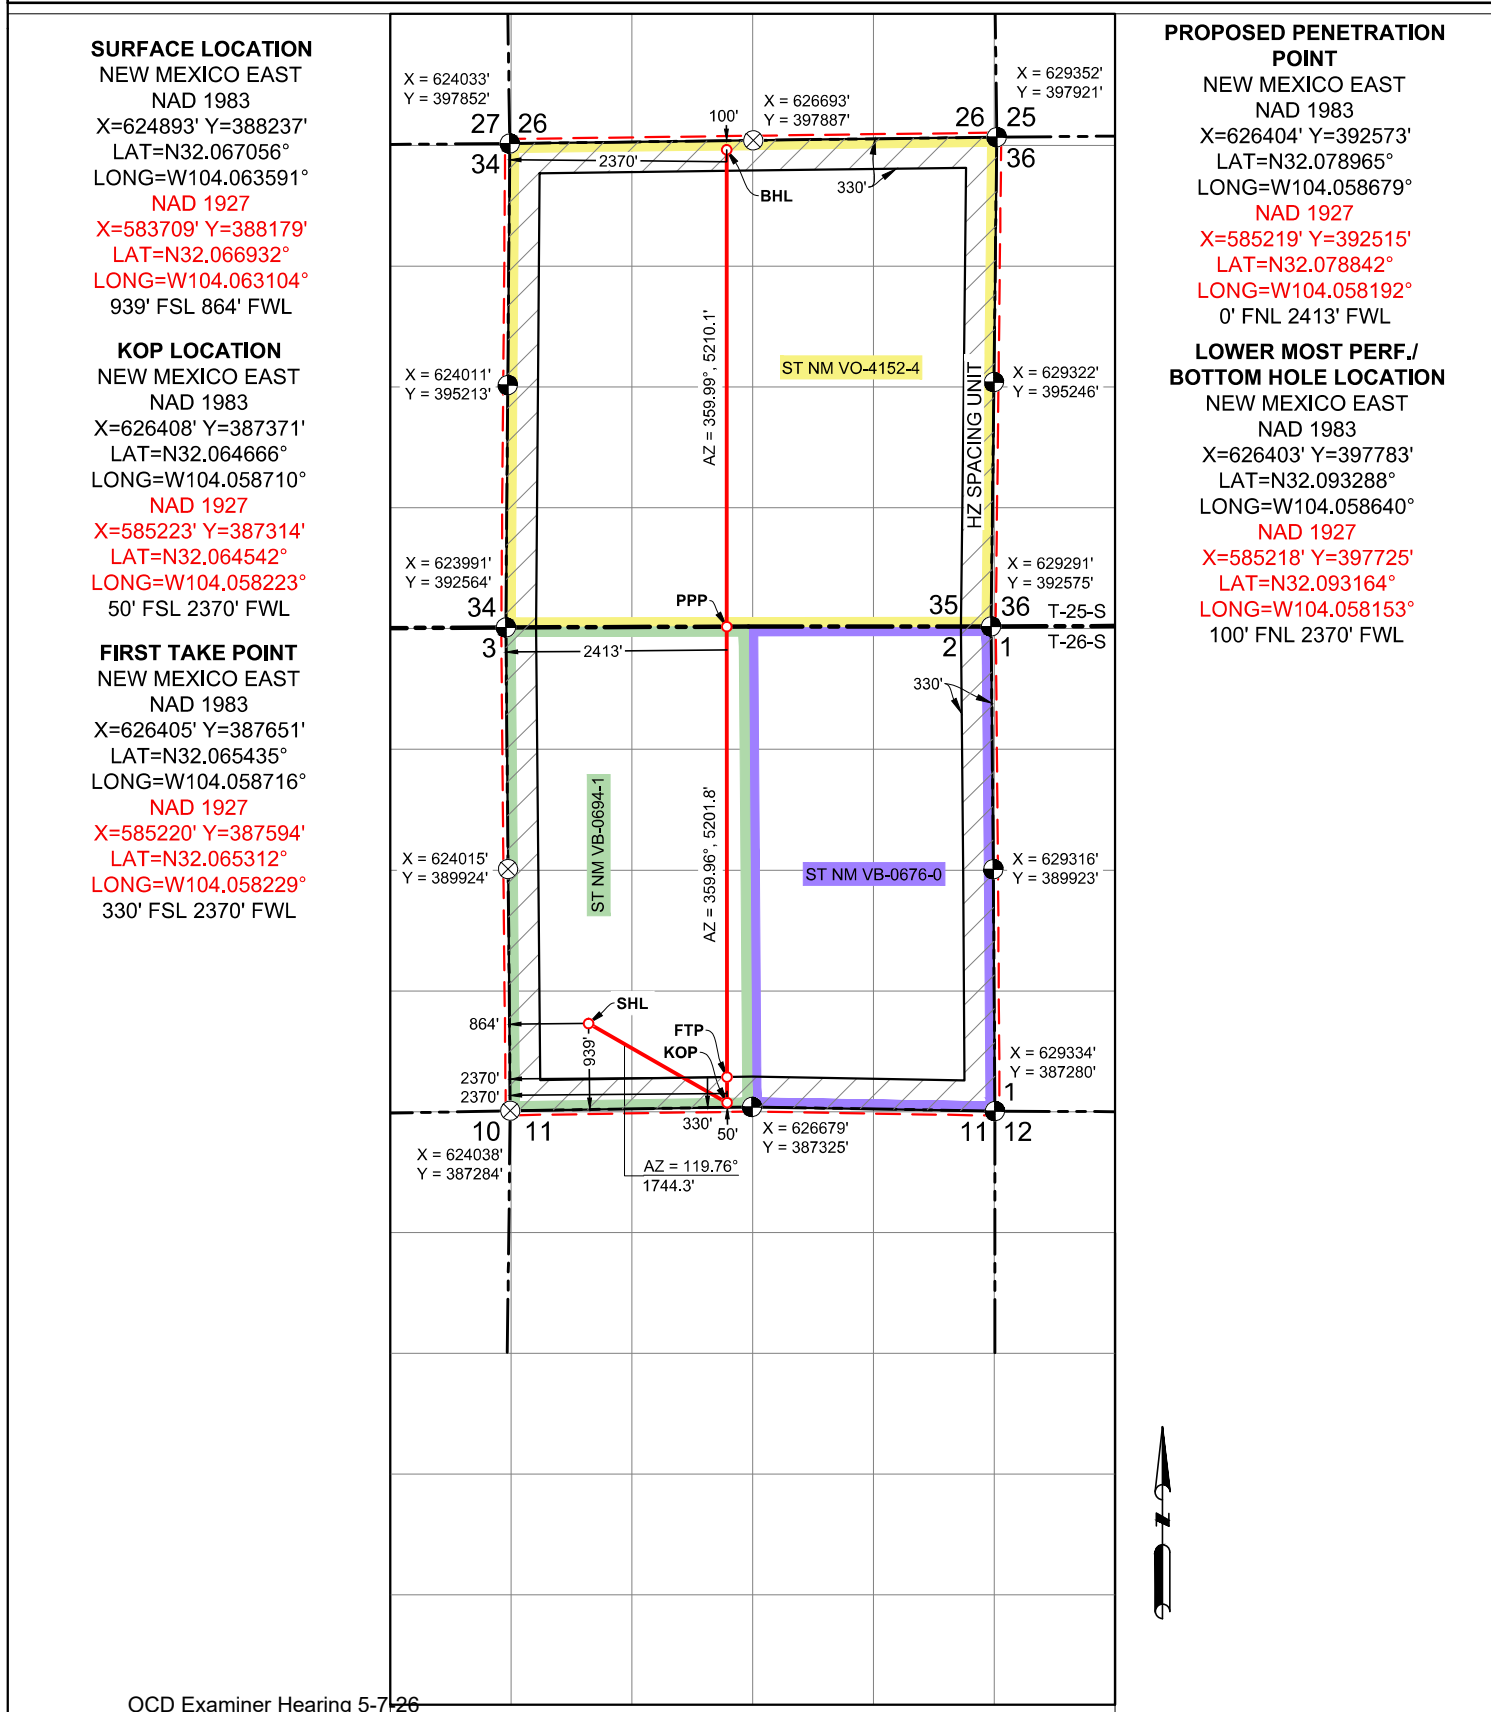 SURFACE LOCATION
NEW MEXICO EAST
NAD 1983
X=624893' Y=388237'
LAT=N32.067056°
LONG=W104.063591°
NAD 1927
X=583709' Y=388179'
LAT=N32.066932°
LONG=W104.063104°
939' FSL 864' FWL
KOP LOCATION
NEW MEXICO EAST
NAD 1983
X=626408' Y=387371'
LAT=N32.064666°
LONG=W104.058710°
NAD 1927
X=585223' Y=387314'
LAT=N32.064542°
LONG=W104.058223°
50' FSL 2370' FWL
FIRST TAKE POINT
NEW MEXICO EAST
NAD 1983
X=626405' Y=387651'
LAT=N32.065435°
LONG=W104.058716°
NAD 1927
X=585220' Y=387594'
LAT=N32.065312°
LONG=W104.058229°
330' FSL 2370' FWL
X = 624033'
Y = 397852'
X = 626693'
Y = 397887'
X = 629352'
Y = 397921'
27 26
100'
26 25
34
2370'
36
330'
BHL
AZ = 359.99°, 5210.1'
ST NM VO-4152-4
HZ SPACING UNIT
X = 624011'
Y = 395213'
X = 629322'
Y = 395246'
X = 623991'
Y = 392564'
X = 629291'
Y = 392575'
34
PPP
35 36
T-25-S
3
2413'
2 1
T-26-S
330'
ST NM VB-0694-1
AZ = 359.96°, 5201.8'
ST NM VB-0676-0
X = 624015'
Y = 389924'
X = 629316'
Y = 389923'
SHL
864'
939'
FTP
KOP
2370'
2370'
330'
50'
X = 629334'
Y = 387280'
1
10 11
11 12
X = 624038'
Y = 387284'
X = 626679'
Y = 387325'
AZ = 119.76°
1744.3'
PROPOSED PENETRATION
POINT
NEW MEXICO EAST
NAD 1983
X=626404' Y=392573'
LAT=N32.078965°
LONG=W104.058679°
NAD 1927
X=585219' Y=392515'
LAT=N32.078842°
LONG=W104.058192°
0' FNL 2413' FWL
LOWER MOST PERF./
BOTTOM HOLE LOCATION
NEW MEXICO EAST
NAD 1983
X=626403' Y=397783'
LAT=N32.093288°
LONG=W104.058640°
NAD 1927
X=585218' Y=397725'
LAT=N32.093164°
LONG=W104.058153°
100' FNL 2370' FWL
N
OCD Examiner Hearing 5-7-26